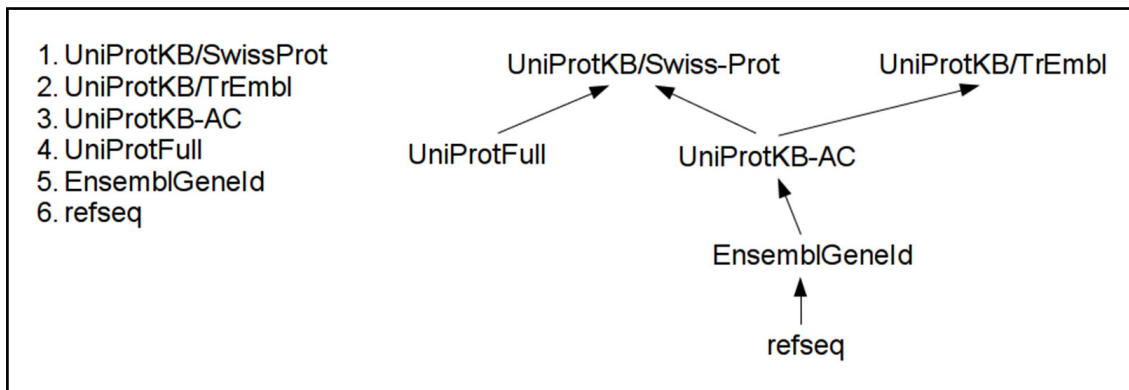 1. UniProtKB/SwissProt
2. UniProtKB/TrEmbl
3. UniProtKB-AC
4. UniProtFull
5. EnsemblGeneId
6. refseq
UniProtKB/Swiss-Prot
UniProtKB/TrEmbl
UniProtFull
UniProtKB-AC
EnsemblGeneId
refseq